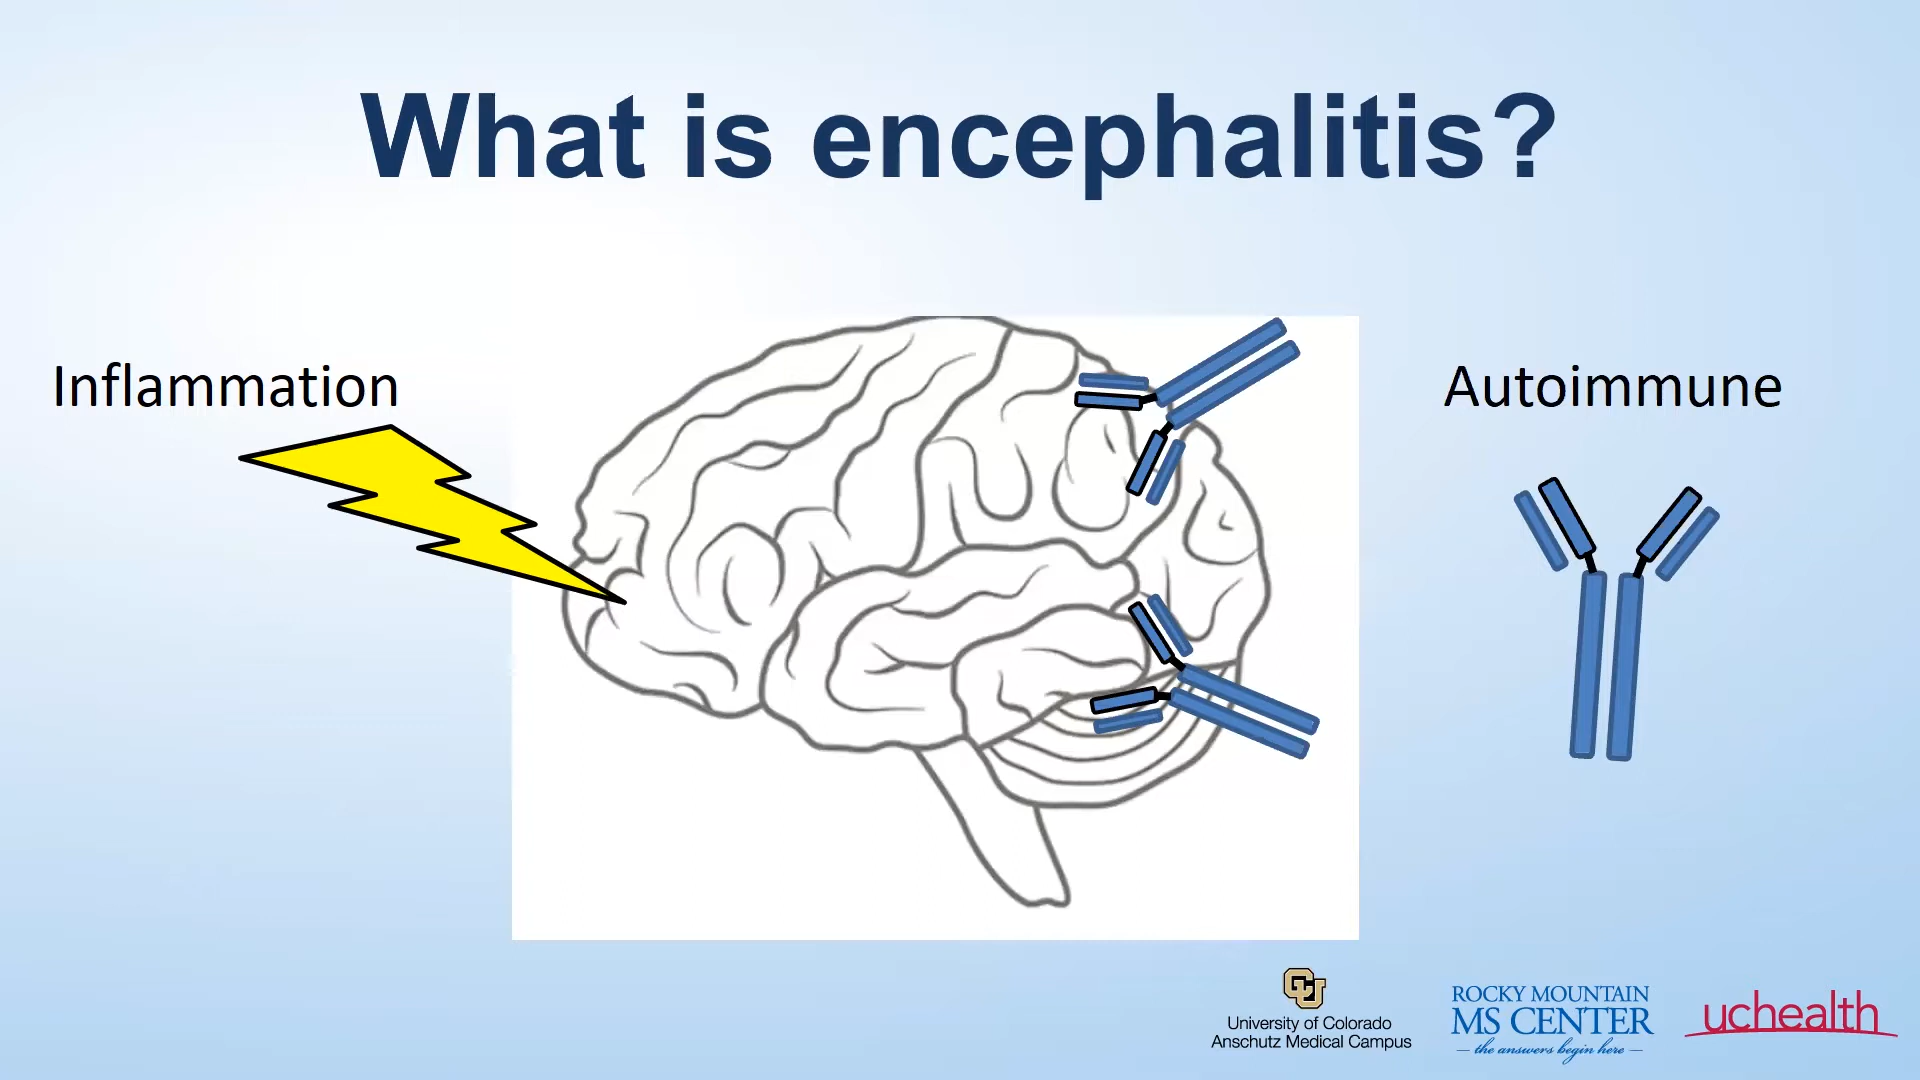 What is encephalitis?
Inflammation
Autoimmune
CU
University of Colorado
Anschutz Medical Campus
ROCKY MOUNTAIN
MS CENTER
— the answers begin here —
uchealth